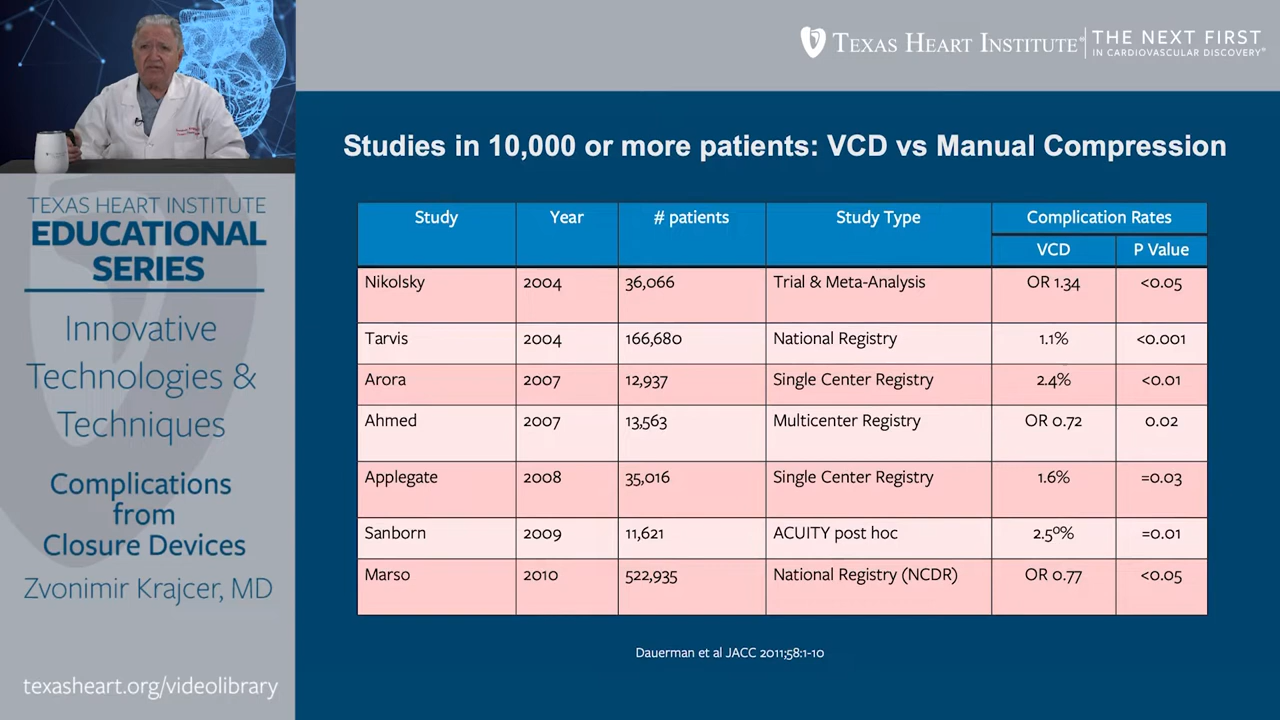 TEXAS HEART INSTITUTE®
THE NEXT FIRST
IN CARDIOVASCULAR DISCOVERY®
TEXAS HEART INSTITUTE
EDUCATIONAL
SERIES
Innovative
Technologies &
Techniques
Complications
from
Closure Devices
Zvonimir Krajcer, MD
texasheart.org/videolibrary
Studies in 10,000 or more patients: VCD vs Manual Compression
Study Year # patients Study Type Complication Rates
VCD P Value
Nikolsky 2004 36,066 Trial & Meta-Analysis OR 1.34 <0.05
Tarvis 2004 166,680 National Registry 1.1% <0.001
Arora 2007 12,937 Single Center Registry 2.4% <0.01
Ahmed 2007 13,563 Multicenter Registry OR 0.72 0.02
Applegate 2008 35,016 Single Center Registry 1.6% =0.03
Sanborn 2009 11,621 ACUITY post hoc 2.5⁰% =0.01
Marso 2010 522,935 National Registry (NCDR) OR 0.77 <0.05
Dauerman et al JACC 2011;58:1-10